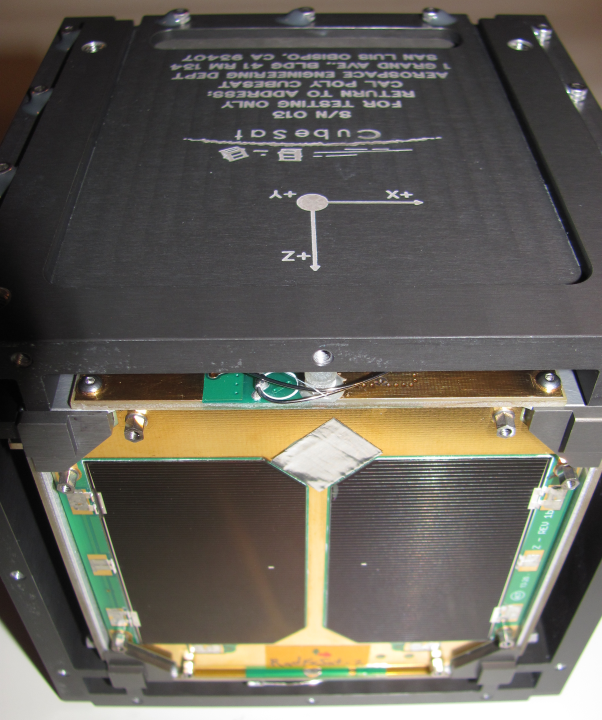 CubeSat
S/N 013
FOR TESTING ONLY
RETURN TO ADDRESS:
CAL POLY CUBESAT
AEROSPACE ENGINEERING DEPT
1 GRAND AVE., BLDG 41 RM 134
SAN LUIS OBISPO, CA 93407
+Z
+Y
+X
Z - REV